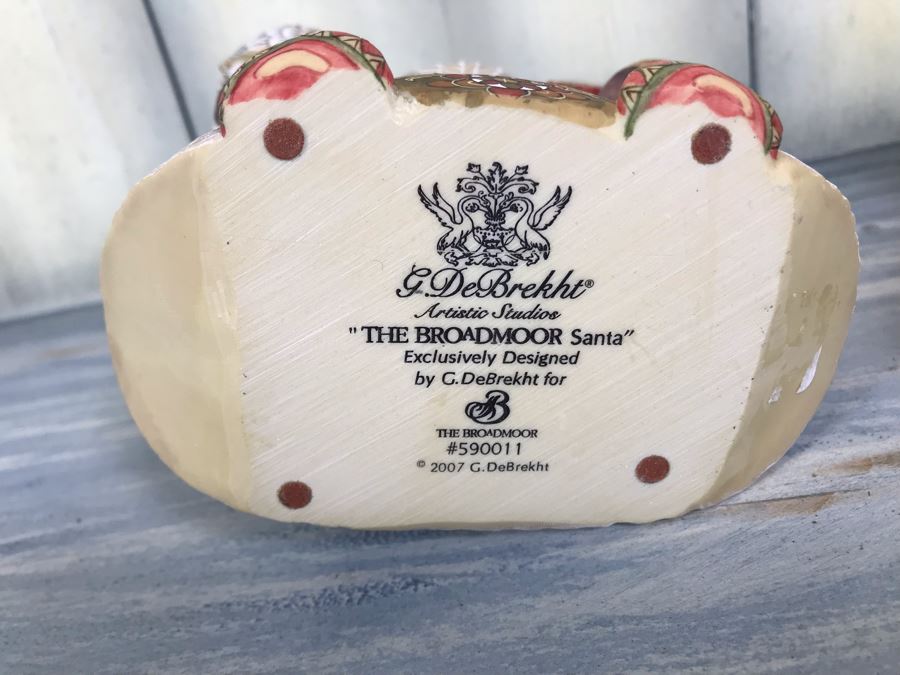 G.DeBrekht®
Artistic Studios
"THE BROADMOOR Santa"
Exclusively Designed
by G.DeBrekht for
B
THE BROADMOOR
#590011
© 2007 G.DeBrekht